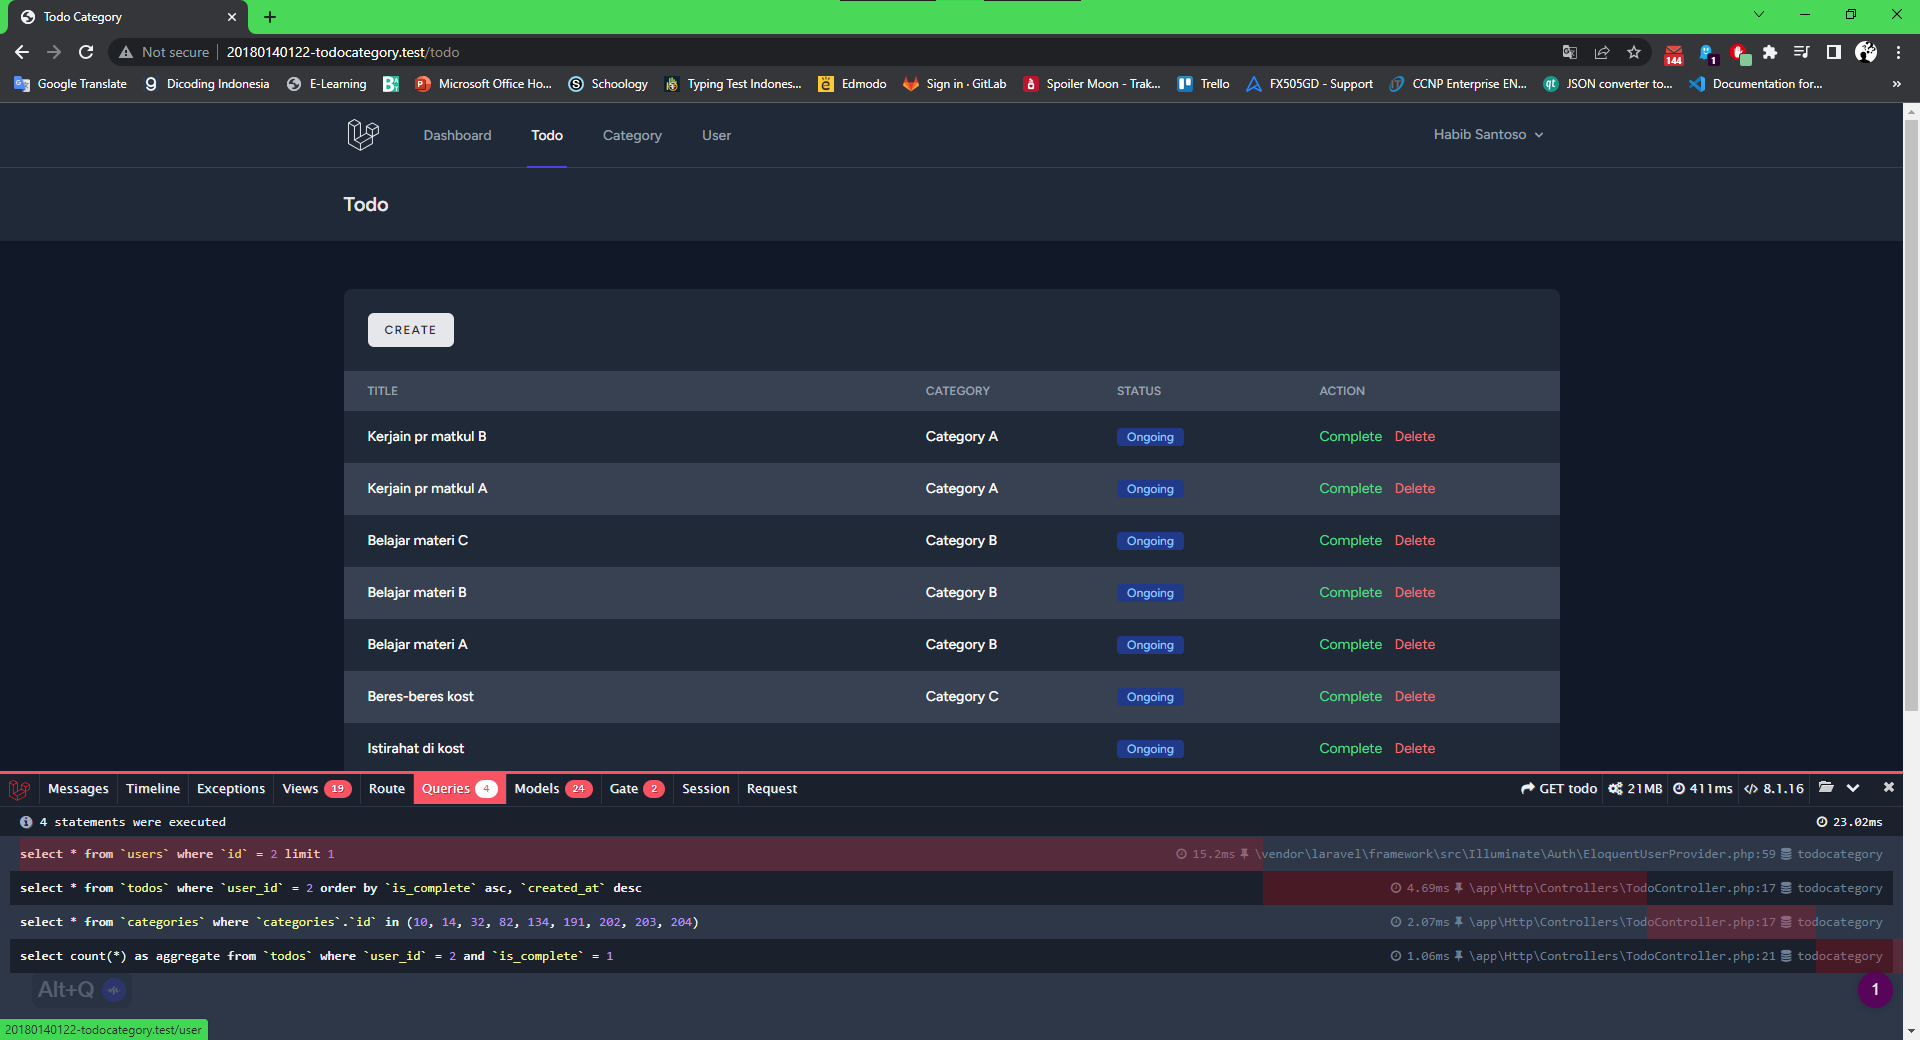 Todo Category
Not secure 20180140122-todocategory.test/todo
144 1
Google Translate Dicoding Indonesia E-Learning Microsoft Office Ho... Schoology Typing Test Indones... Edmodo Sign in · GitLab Spoiler Moon - Trak... Trello FX505GD - Support CCNP Enterprise EN... JSON converter to... Documentation for... »
Dashboard Todo Category User Habib Santoso
Todo
CREATE
TITLE CATEGORY STATUS ACTION
Kerjain pr matkul B Category A Ongoing Complete Delete
Kerjain pr matkul A Category A Ongoing Complete Delete
Belajar materi C Category B Ongoing Complete Delete
Belajar materi B Category B Ongoing Complete Delete
Belajar materi A Category B Ongoing Complete Delete
Beres-beres kost Category C Ongoing Complete Delete
Istirahat di kost Ongoing Complete Delete
Messages Timeline Exceptions Views 19 Route Queries 4 Models 24 Gate 2 Session Request GET todo 21MB 411ms 8.1.16
4 statements were executed 23.02ms
select * from `users` where `id` = 2 limit 1 15.2ms \vendor\laravel\framework\src\Illuminate\Auth\EloquentUserProvider.php:59 todocategory
select * from `todos` where `user_id` = 2 order by `is_complete` asc, `created_at` desc 4.69ms \app\Http\Controllers\TodoController.php:17 todocategory
select * from `categories` where `categories`.`id` in (10, 14, 32, 82, 134, 191, 202, 203, 204) 2.07ms \app\Http\Controllers\TodoController.php:17 todocategory
select count(*) as aggregate from `todos` where `user_id` = 2 and `is_complete` = 1 1.06ms \app\Http\Controllers\TodoController.php:21 todocategory
Alt+Q 1
20180140122-todocategory.test/user